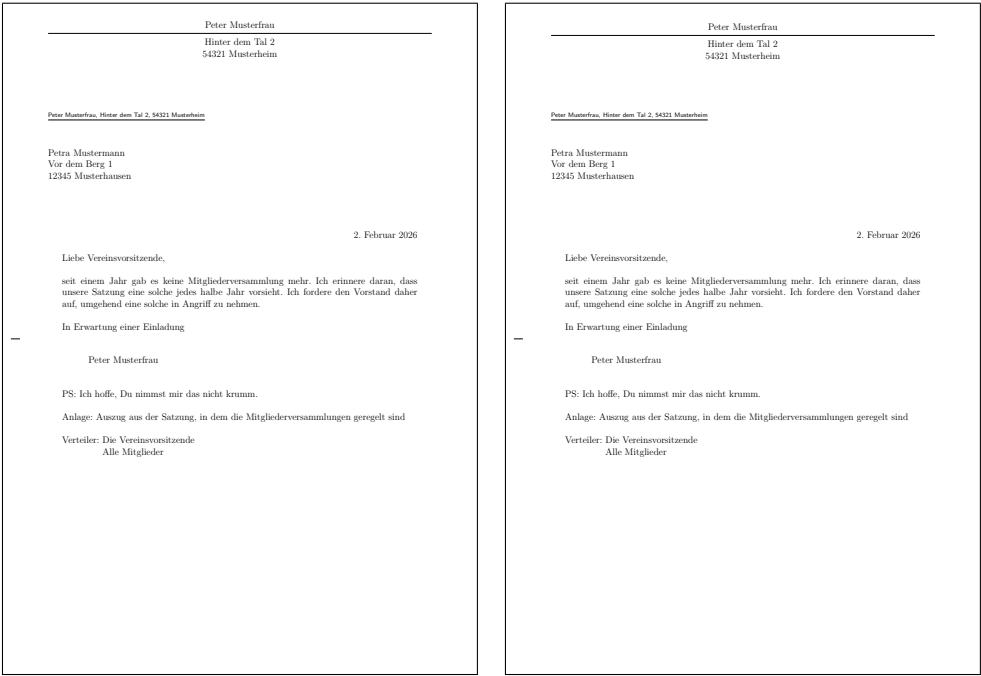 Peter Musterfrau
Hinter dem Tal 2
54321 Musterheim
Peter Musterfrau, Hinter dem Tal 2, 54321 Musterheim
Petra Mustermann
Vor dem Berg 1
12345 Musterhausen
2. Februar 2026
Liebe Vereinsvorsitzende,
seit einem Jahr gab es keine Mitgliederversammlung mehr. Ich erinnere daran, dass
unsere Satzung eine solche jedes halbe Jahr vorsieht. Ich fordere den Vorstand daher
auf, umgehend eine solche in Angriff zu nehmen.
In Erwartung einer Einladung
Peter Musterfrau
PS: Ich hoffe, Du nimmst mir das nicht krumm.
Anlage: Auszug aus der Satzung, in dem die Mitgliederversammlungen geregelt sind
Verteiler: Die Vereinsvorsitzende
Alle Mitglieder
Peter Musterfrau
Hinter dem Tal 2
54321 Musterheim
Peter Musterfrau, Hinter dem Tal 2, 54321 Musterheim
Petra Mustermann
Vor dem Berg 1
12345 Musterhausen
2. Februar 2026
Liebe Vereinsvorsitzende,
seit einem Jahr gab es keine Mitgliederversammlung mehr. Ich erinnere daran, dass
unsere Satzung eine solche jedes halbe Jahr vorsieht. Ich fordere den Vorstand daher
auf, umgehend eine solche in Angriff zu nehmen.
In Erwartung einer Einladung
Peter Musterfrau
PS: Ich hoffe, Du nimmst mir das nicht krumm.
Anlage: Auszug aus der Satzung, in dem die Mitgliederversammlungen geregelt sind
Verteiler: Die Vereinsvorsitzende
Alle Mitglieder